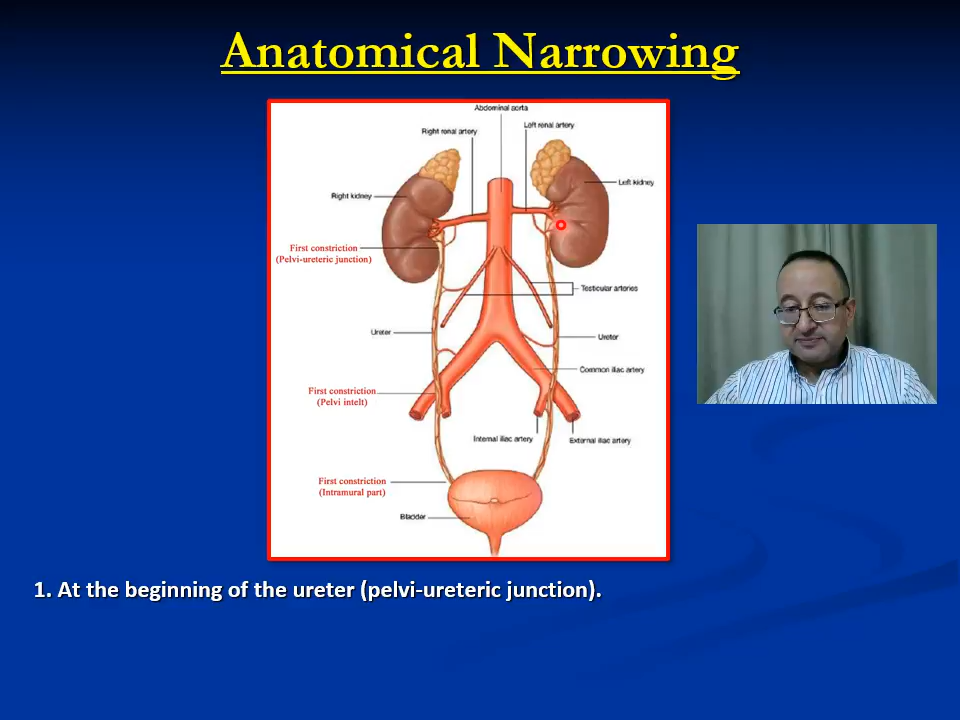 Anatomical Narrowing
Abdominal aorta
Right renal artery
Left renal artery
Right kidney
Left kidney
First constriction
(Pelvi-ureteric junction)
Testicular arteries
Ureter
Ureter
Common iliac artery
First constriction
(Pelvi intelt)
Internal iliac artery
External iliac artery
First constriction
(Intramural part)
Bladder
1. At the beginning of the ureter (pelvi-ureteric junction).